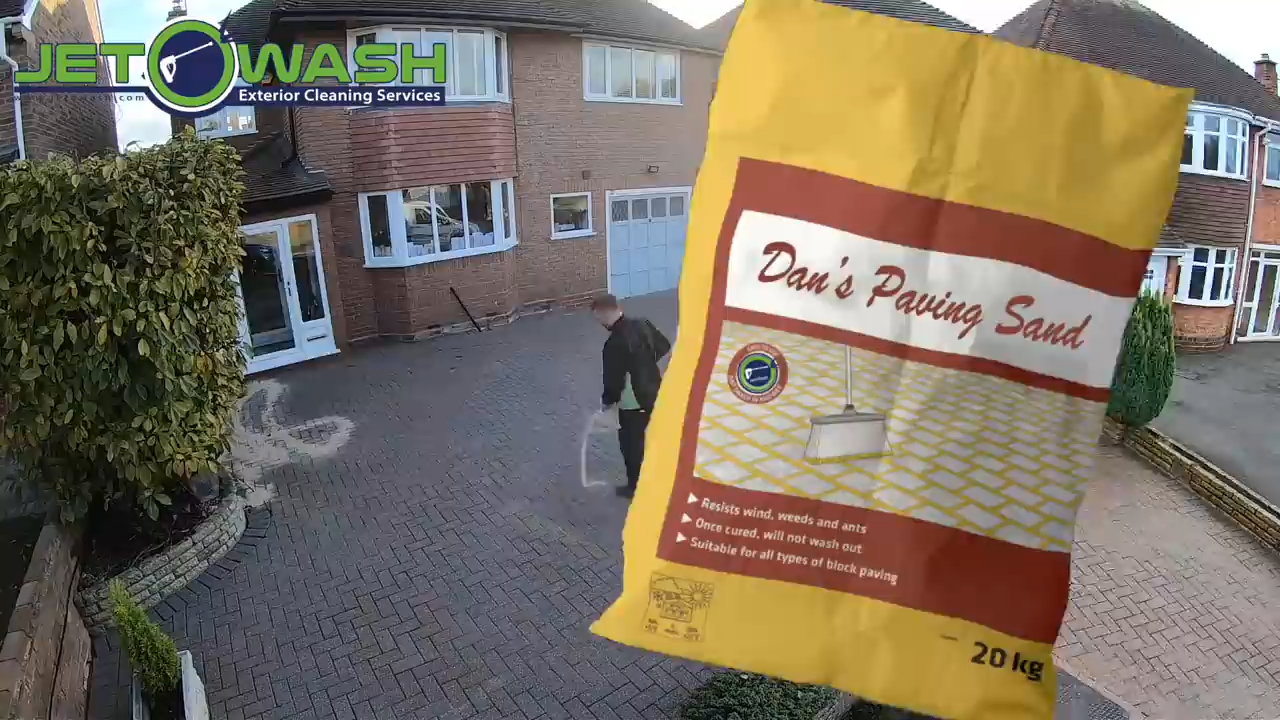 JET WASH
Exterior Cleaning Services
Dan's Paving Sand
Resists wind, weeds and ants
Once cured, will not wash out
Suitable for all types of block paving
20 kg